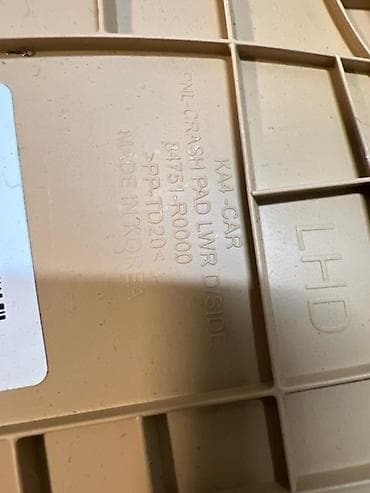 KA4-CAR
PNL-CRASH PAD LWR D SIDE
84751-R0000
>PP-TD20<
MADE IN KOREA
LHD